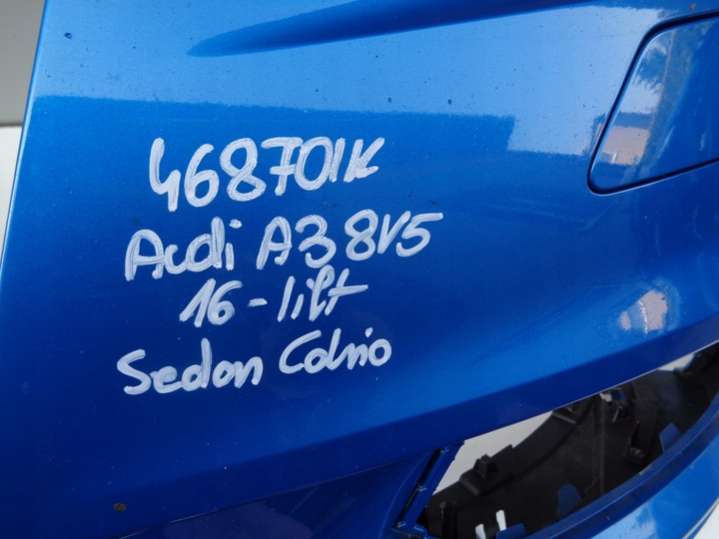 468701K
Audi A3 8V5
16-lift
Sedan Cabrio